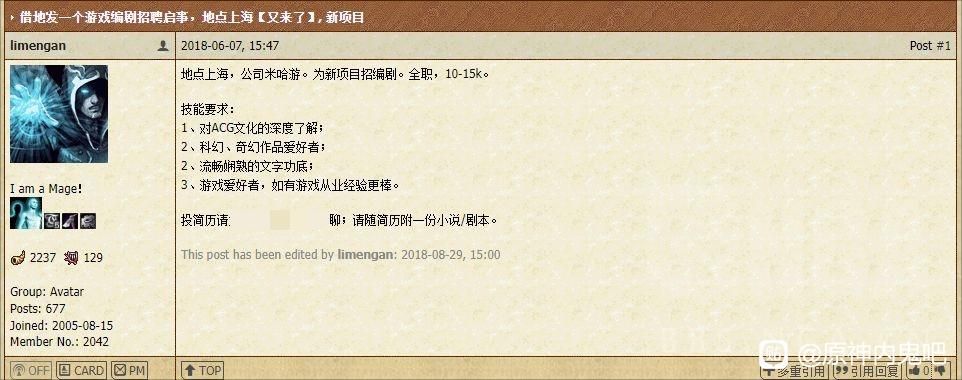 借地发一个游戏编剧招聘启事，地点上海【又来了】, 新项目
limengan
2018-06-07, 15:47
Post #1
地点上海，公司米哈游。为新项目招编剧。全职，10-15k。
技能要求：
1、对ACG文化的深度了解；
2、科幻、奇幻作品爱好者；
2、流畅娴熟的文字功底；
3、游戏爱好者，如有游戏从业经验更棒。
投简历请
聊；请随简历附一份小说/剧本。
This post has been edited by limengan: 2018-08-29, 15:00
I am a Mage!
2237
129
Group: Avatar
Posts: 677
Joined: 2005-08-15
Member No.: 2042
OFF
CARD
PM
TOP
多重引用
引用回复
0
@原神内鬼吧